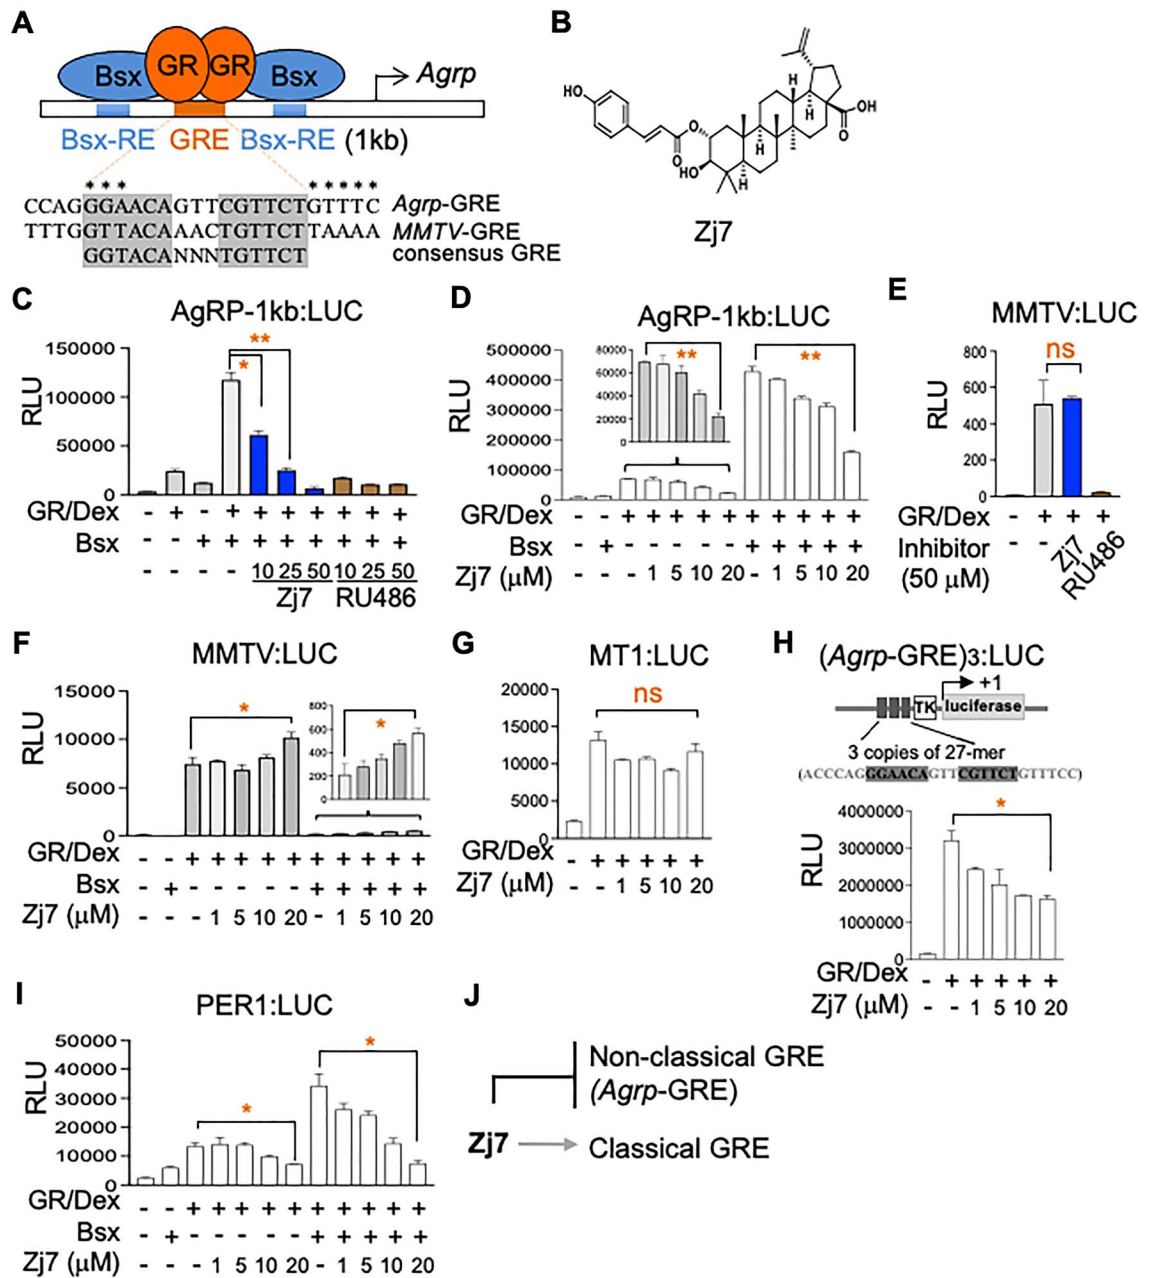 A
Bsx GR GR Bsx Agrp
Bsx-RE GRE Bsx-RE (1kb)
* * * * * * * *
CCAGGGAACAGTTCGTTCTGTTTC Agrp-GRE
TTTGGTTACAAACTGTTCTTAAAA MMTV-GRE
GGTACANNNTGTTCT consensus GRE
B
HO
O
O
HO
H
H
H
H
H
OH
O
Zj7
C
AgRP-1kb:LUC
RLU
150000
100000
50000
0
**
*
GR/Dex - + - + + + + + + + +
Bsx - - + + + + + + + +
- - - - 10 25 50 10 25 50
Zj7 RU486
D
AgRP-1kb:LUC
RLU
500000
400000
300000
200000
100000
0
80000
60000
40000
20000
0
**
**
GR/Dex - - + + + + + + + + + +
Bsx - + - - - - - + + + + +
Zj7 (μM) - - - 1 5 10 20 - 1 5 10 20
E
MMTV:LUC
RLU
800
600
400
200
0
ns
GR/Dex - + + +
Inhibitor - - Zj7 RU486
(50 μM)
F
MMTV:LUC
RLU
15000
10000
5000
0
*
800
600
400
200
0
*
GR/Dex - - + + + + + + + + + +
Bsx - + - - - - - + + + + +
Zj7 (μM) - - - 1 5 10 20 - 1 5 10 20
G
MT1:LUC
20000
15000
10000
5000
0
ns
GR/Dex - + + + + +
Zj7 (μM) - - 1 5 10 20
H
(Agrp-GRE)3:LUC
+1
TK luciferase
3 copies of 27-mer
(ACCCAGGGAACAGTTCGTTCTGTTTCC)
RLU
4000000
3000000
2000000
1000000
0
*
GR/Dex - + + + + +
Zj7 (μM) - - 1 5 10 20
I
PER1:LUC
RLU
50000
40000
30000
20000
10000
0
*
*
GR/Dex - - + + + + + + + + + +
Bsx - + - - - - - + + + + +
Zj7 (μM) - - - 1 5 10 20 - 1 5 10 20
J
Non-classical GRE
(Agrp-GRE)
Zj7 Classical GRE